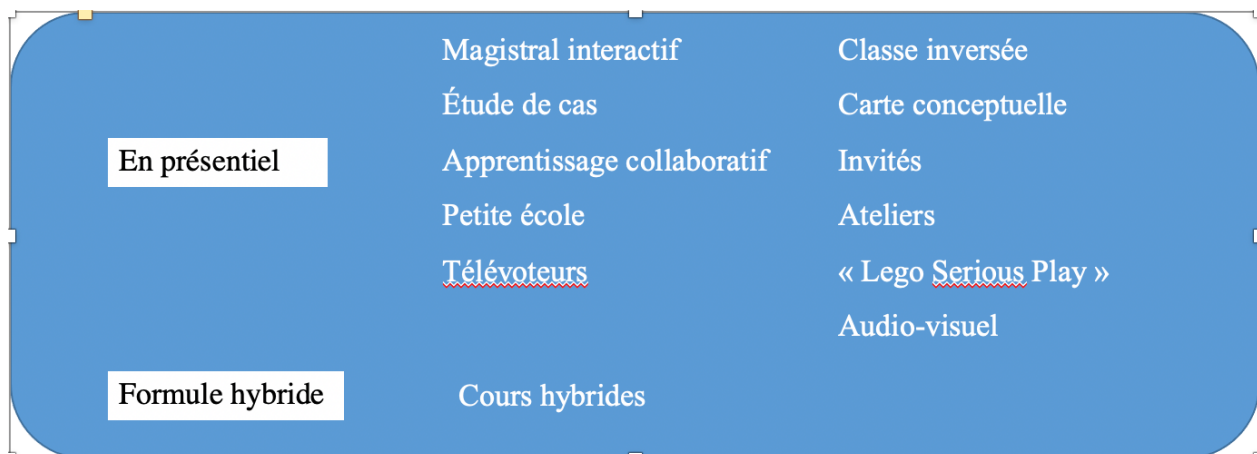 Magistral interactif Classe inversée
Étude de cas Carte conceptuelle
En présentiel Apprentissage collaboratif Invités
Petite école Ateliers
Télévoteurs « Lego Serious Play »
Audio-visuel
Formule hybride Cours hybrides